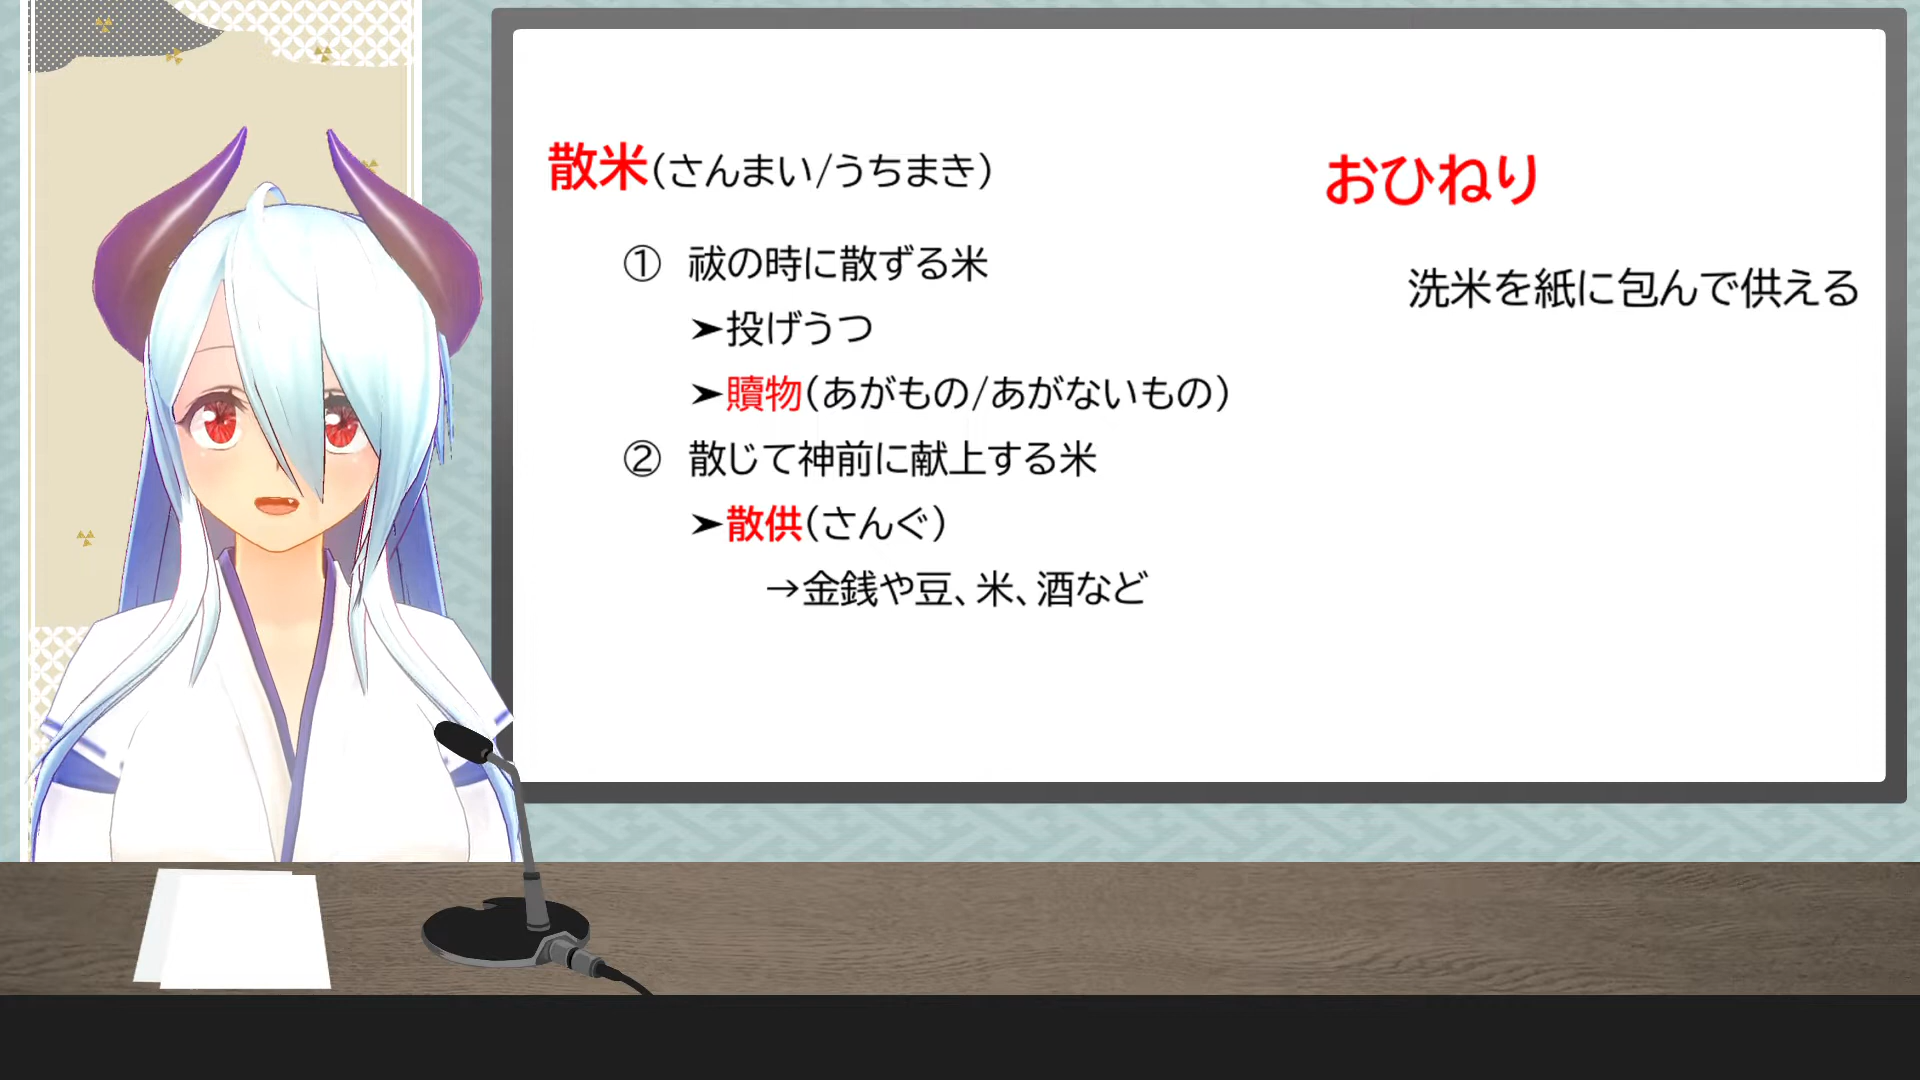 散米(さんまい/うちまき)
① 祓の時に散ずる米
➤投げうつ
➤贖物(あがもの/あがないもの)
② 散じて神前に献上する米
➤散供(さんぐ)
→金銭や豆、米、酒など
おひねり
洗米を紙に包んで供える